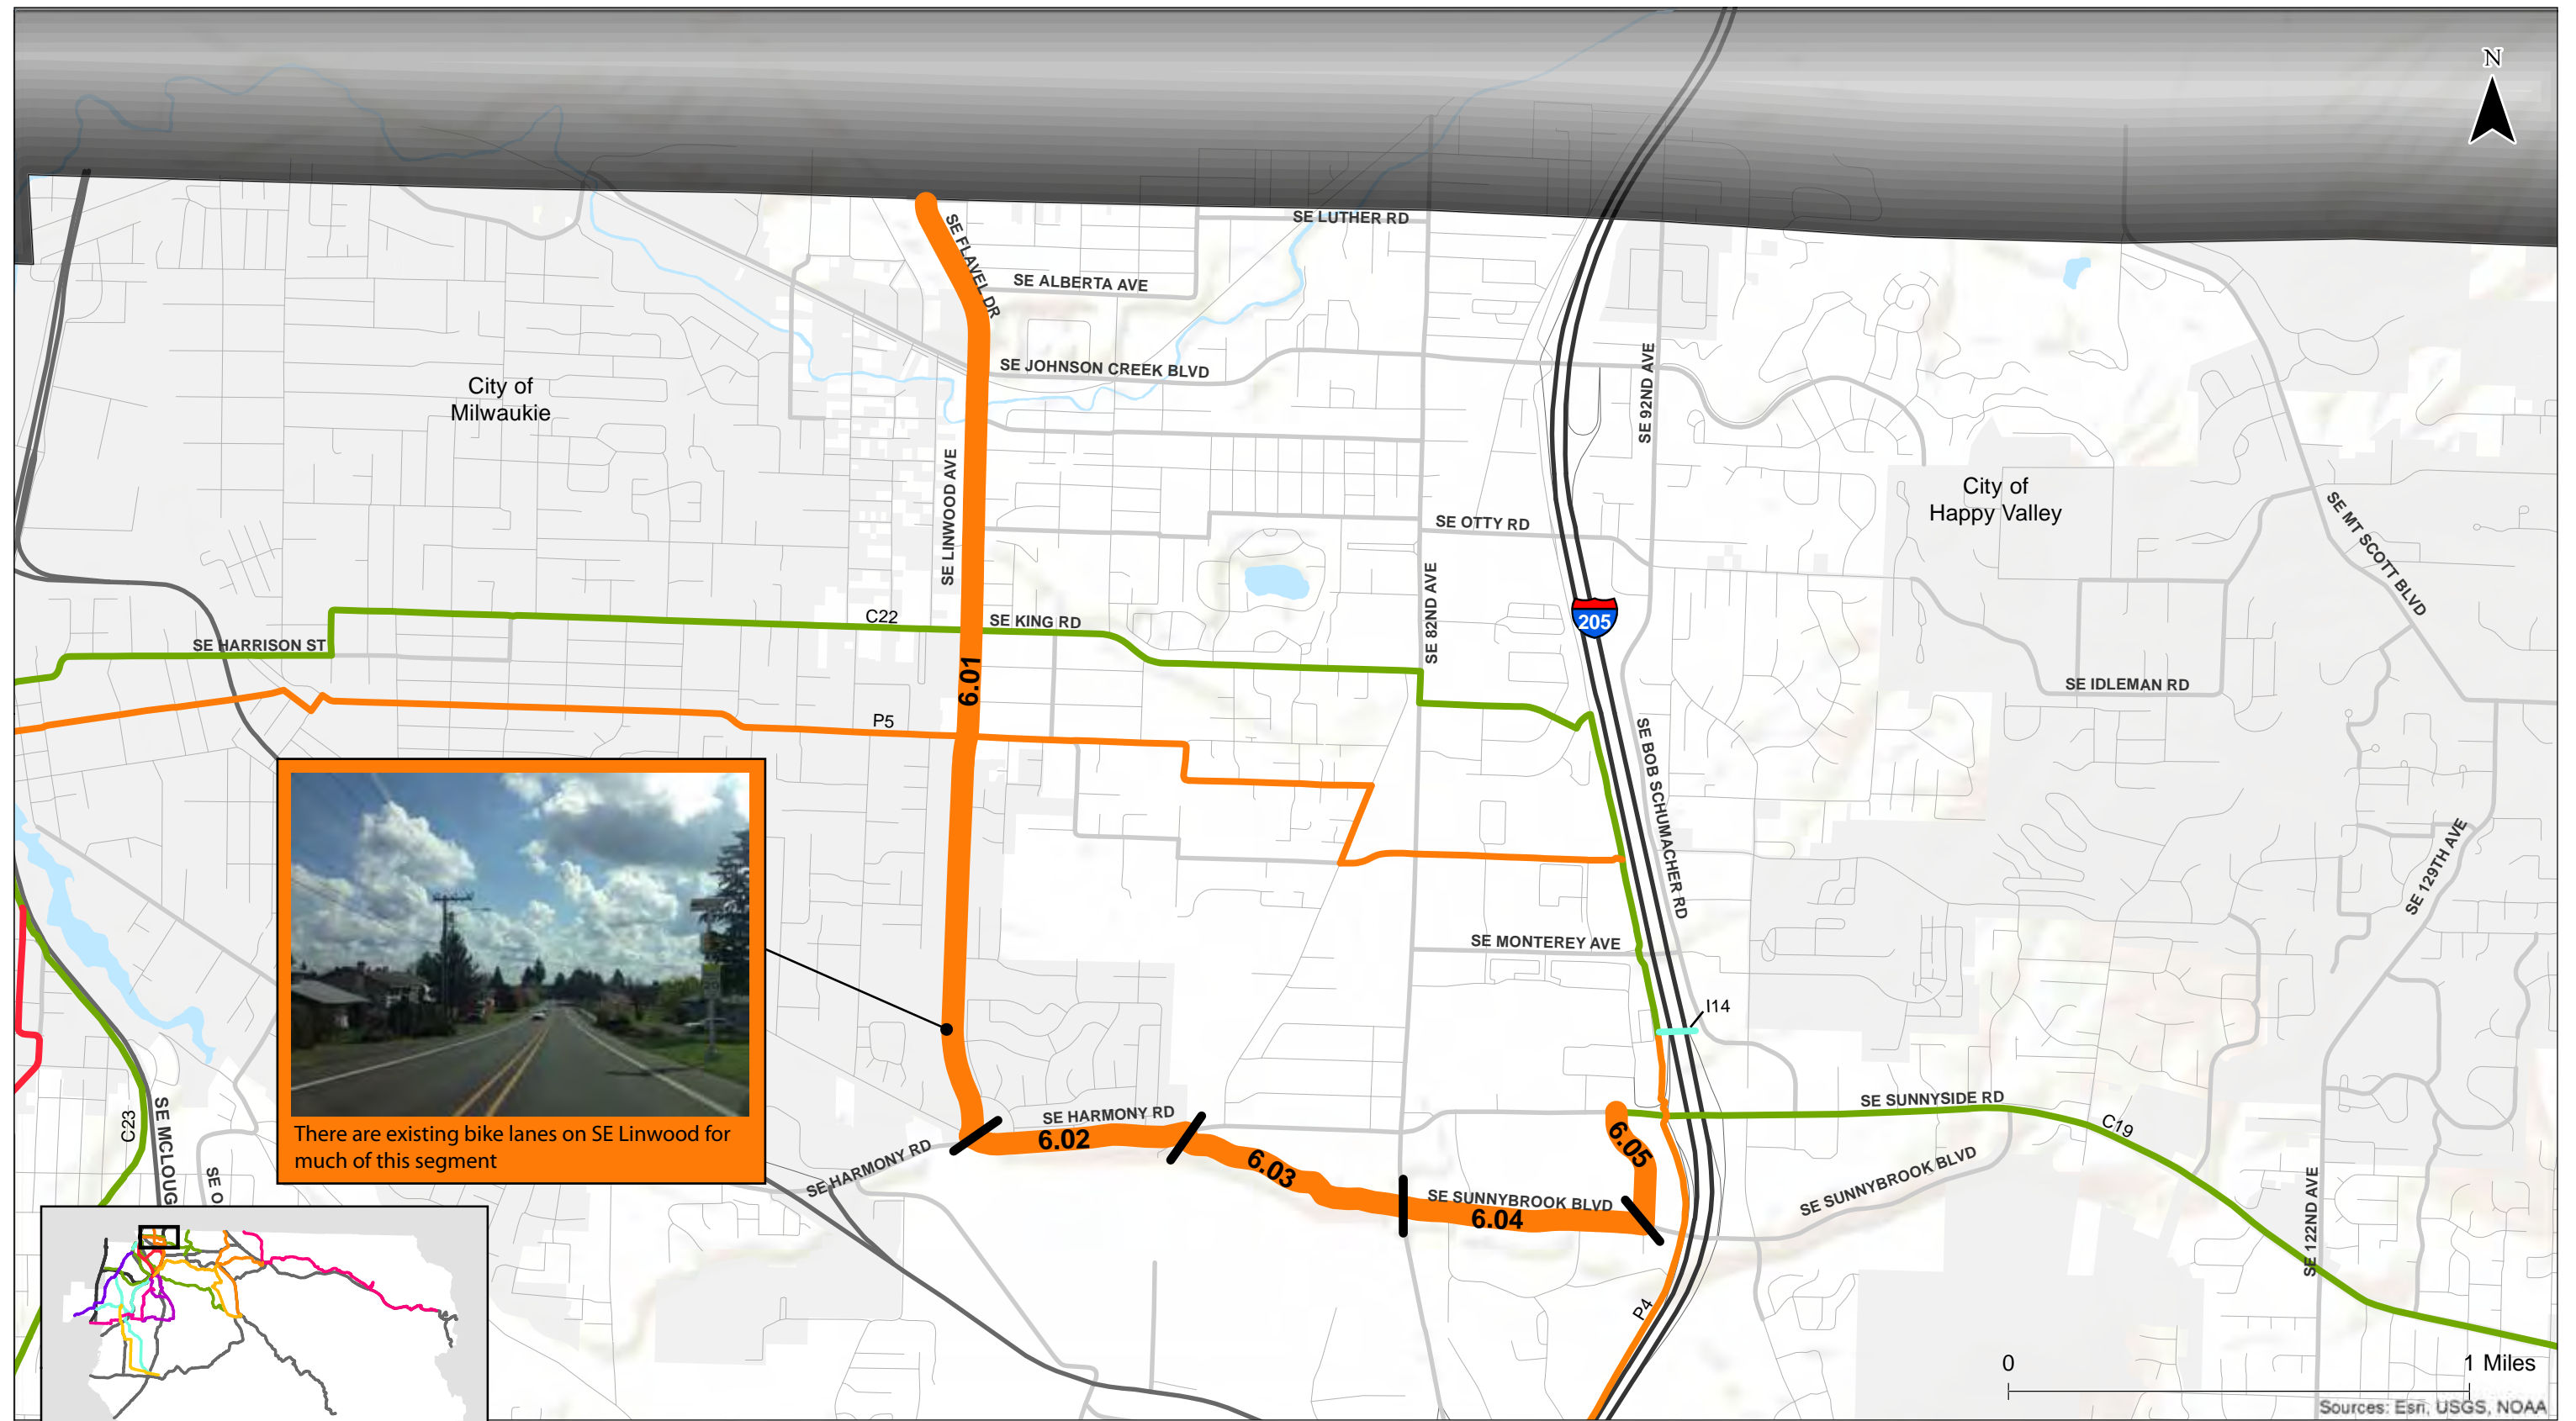 N
SE LUTHER RD
SE FLAVEL DR
SE ALBERTA AVE
SE JOHNSON CREEK BLVD
SE 92ND AVE
City of
Milwaukie
SE LINWOOD AVE
City of
Happy Valley
SE OTTY RD
SE MT SCOTT BLVD
SE 82ND AVE
205
C22
SE KING RD
SE HARRISON ST
6.01
SE IDLEMAN RD
P5
SE BOB SCHUMACHER RD
SE 129TH AVE
SE MONTEREY AVE
I14
SE SUNNYSIDE RD
C19
C23
SE MCLOUG
SE HARMONY RD
6.02
6.03
6.05
There are existing bike lanes on SE Linwood for
much of this segment
SE HARMONY RD
SE O
SE SUNNYBROOK BLVD
6.04
SE SUNNYBROOK BLVD
SE 122ND AVE
P4
0
1 Miles
Sources: Esri, USGS, NOAA